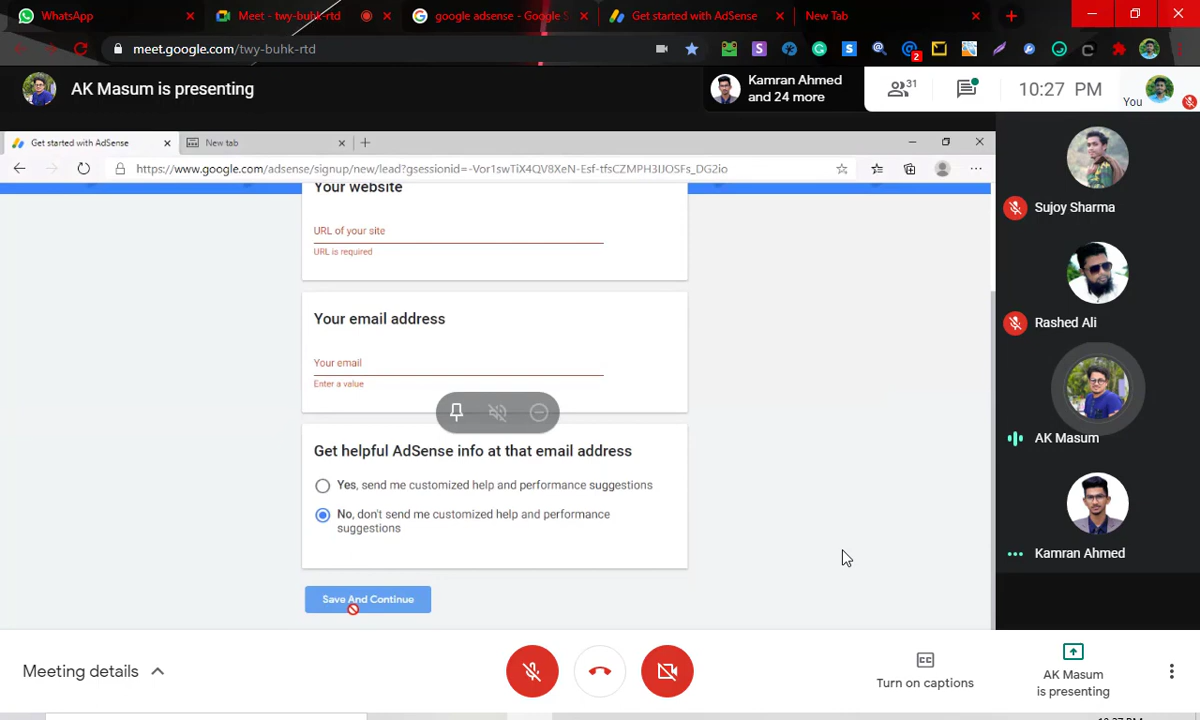 WhatsApp
Meet - twy-buhk-rtd
google adsense - Google S
Get started with AdSense
New Tab
meet.google.com/twy-buhk-rtd
2
AK Masum is presenting
Kamran Ahmed
and 24 more
31
10:27 PM
You
Get started with AdSense
New tab
https://www.google.com/adsense/signup/new/lead?gsessionid=-Vor1swTiX4QV8XeN-Esf-tfsCZMPH3IJOSFs_DG2io
Your website
URL of your site
URL is required
Your email address
Your email
Enter a value
Get helpful AdSense info at that email address
Yes, send me customized help and performance suggestions
No, don't send me customized help and performance
suggestions
Save And Continue
Sujoy Sharma
Rashed Ali
AK Masum
Kamran Ahmed
Meeting details
CC
Turn on captions
AK Masum
is presenting